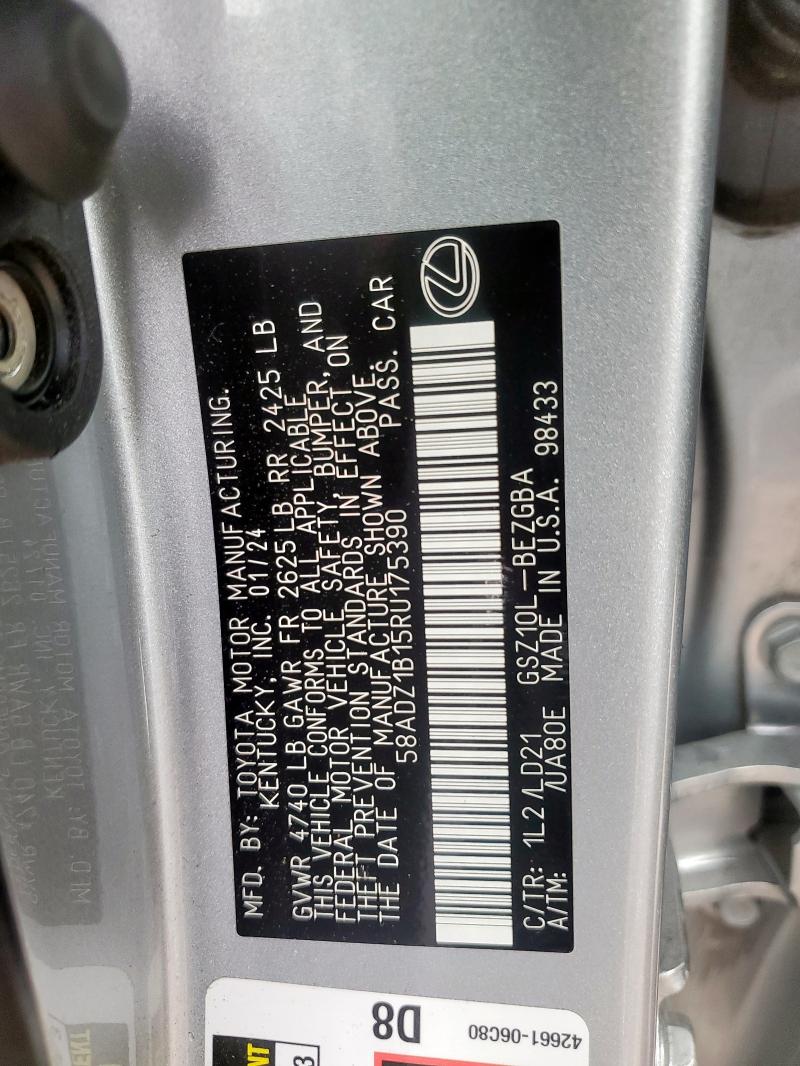 MFD. BY: TOYOTA MOTOR MANUFACTURING.
KENTUCKY, INC. 01/24
GVWR 4740 LB GAWR FR 2625 LB RR 2425 LB
THIS VEHICLE CONFORMS TO ALL APPLICABLE
FEDERAL MOTOR VEHICLE SAFETY, BUMPER, AND
THEFT PREVENTION STANDARDS IN EFFECT ON
THE DATE OF MANUFACTURE SHOWN ABOVE.
58ADZ1B15RU175390 PASS. CAR
C/TR: 1L2 /LD21 GSZ10L-BEZGBA
A/TM: /UA80E MADE IN U.S.A. 98433
D8
42661-06C80